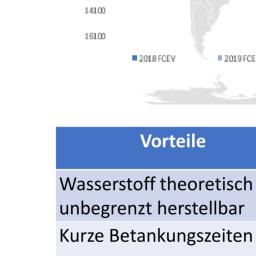 14100
16100
2018 FCEV
2019 FCE
Vorteile
Wasserstoff theoretisch
unbegrenzt herstellbar
Kurze Betankungszeiten